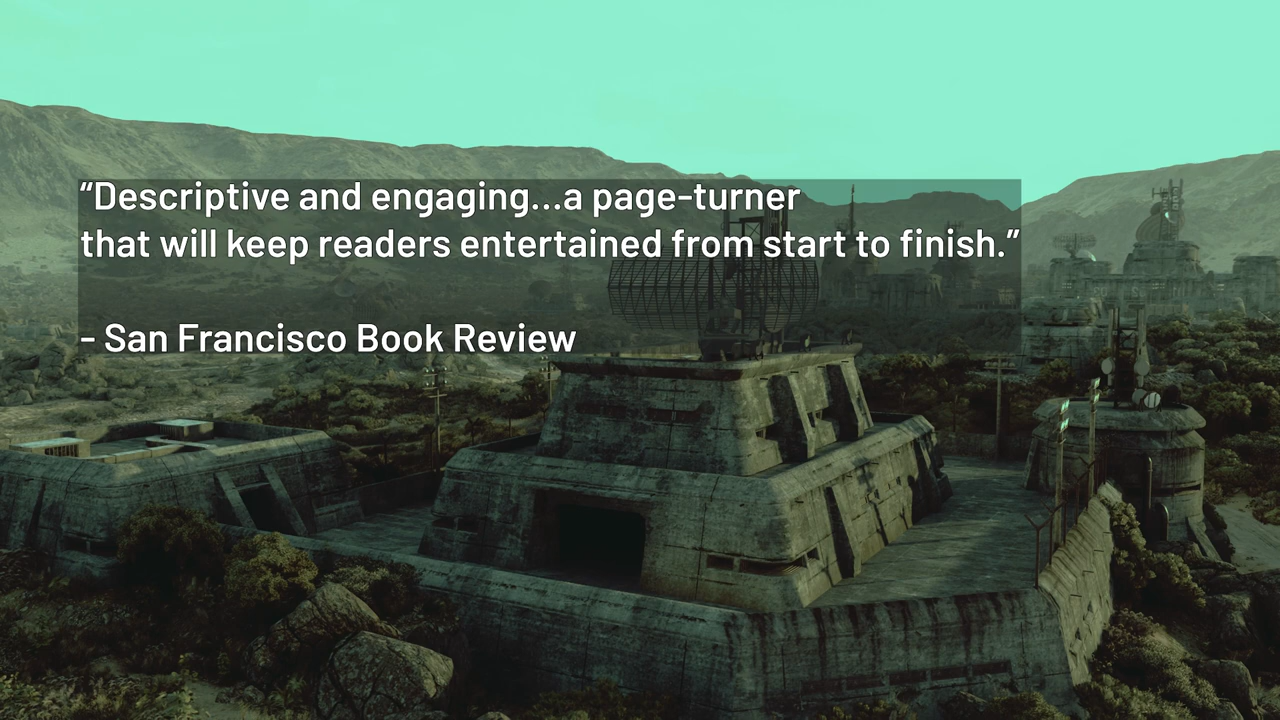 “Descriptive and engaging...a page-turner
that will keep readers entertained from start to finish.”
- San Francisco Book Review